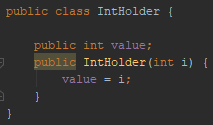 public class IntHolder {
public int value;
public IntHolder(int i) {
value = i;
}
}